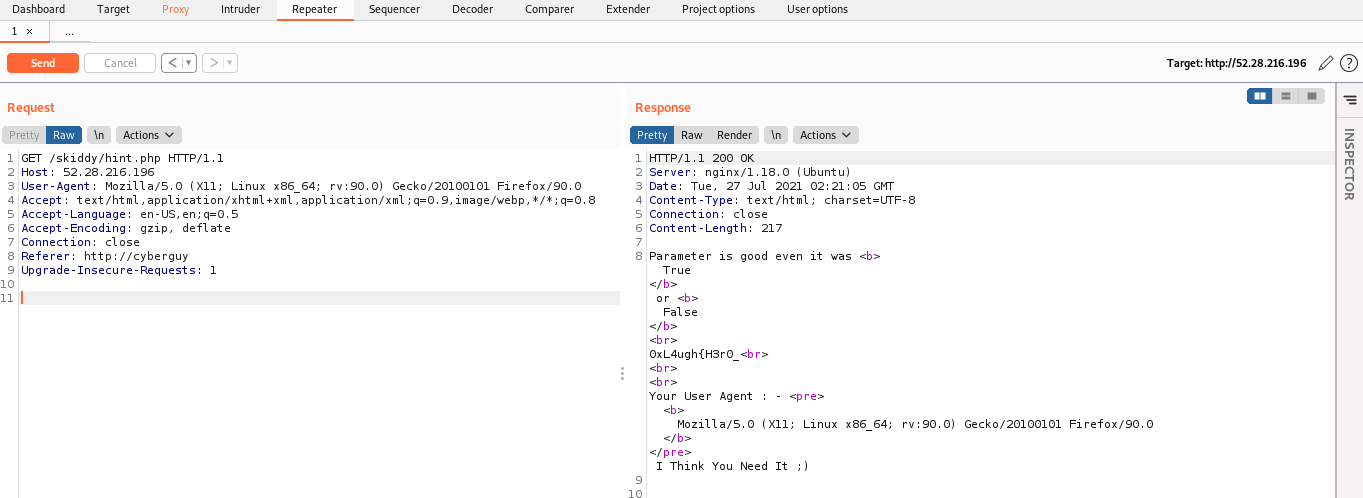 Dashboard Target Proxy Intruder Repeater Sequencer Decoder Comparer Extender Project options User options
1 × ...
Send Cancel < ▼ > ▼ Target: http://52.28.216.196 ?
Request
Pretty Raw \n Actions
1 GET /skiddy/hint.php HTTP/1.1
2 Host: 52.28.216.196
3 User-Agent: Mozilla/5.0 (X11; Linux x86_64; rv:90.0) Gecko/20100101 Firefox/90.0
4 Accept: text/html,application/xhtml+xml,application/xml;q=0.9,image/webp,*/*;q=0.8
5 Accept-Language: en-US,en;q=0.5
6 Accept-Encoding: gzip, deflate
7 Connection: close
8 Referer: http://cyberguy
9 Upgrade-Insecure-Requests: 1
10
11
Response
Pretty Raw Render \n Actions
1 HTTP/1.1 200 OK
2 Server: nginx/1.18.0 (Ubuntu)
3 Date: Tue, 27 Jul 2021 02:21:05 GMT
4 Content-Type: text/html; charset=UTF-8
5 Connection: close
6 Content-Length: 217
7
8 Parameter is good even it was <b>
True
</b>
or <b>
False
</b>
<br>
0xL4ugh{H3r0_<br>
<br>
<br>
Your User Agent : - <pre>
<b>
Mozilla/5.0 (X11; Linux x86_64; rv:90.0) Gecko/20100101 Firefox/90.0
</b>
</pre>
I Think You Need It ;)
9
10
INSPECTOR